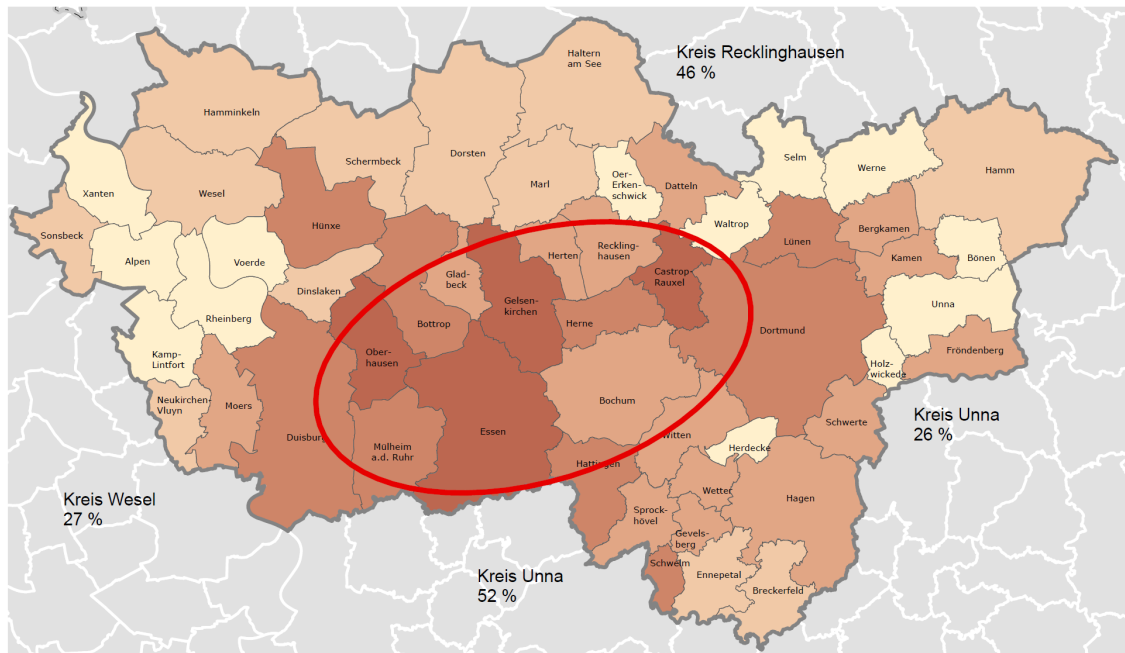 Kreis Recklinghausen
46 %
Haltern
am See
Hamminkeln
Schermbeck
Dorsten
Selm
Werne
Hamm
Xanten
Wesel
Marl
Oer-
Erken-
schwick
Datteln
Waltrop
Sonsbeck
Hünxe
Bergkamen
Alpen
Voerde
Herten
Reckling-
hausen
Lünen
Kamen
Bönen
Dinslaken
Glad-
beck
Gelsen-
kirchen
Castrop-
Rauxel
Unna
Rheinberg
Bottrop
Herne
Dortmund
Kamp-
Lintfort
Ober-
hausen
Holz-
wickede
Fröndenberg
Neukirchen-
Vluyn
Moers
Bochum
Kreis Unna
26 %
Schwerte
Duisburg
Mülheim
a.d. Ruhr
Essen
Witten
Herdecke
Hattingen
Kreis Wesel
27 %
Wetter
Hagen
Sprock-
hövel
Gevels-
berg
Kreis Unna
52 %
Schwelm
Ennepetal
Breckerfeld